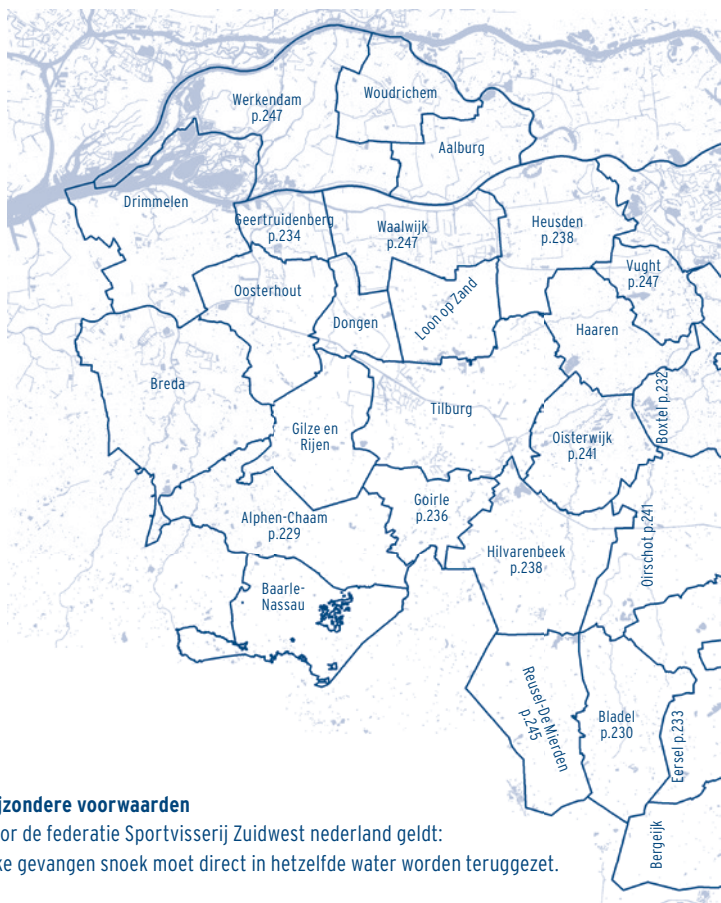 Werkendam
p.247
Woudrichem
Aalburg
Drimmelen
Geertruidenberg
p.234
Waalwijk
p.247
Heusden
p.238
Vught
p.247
Oosterhout
Dongen
Loon op Zand
Haaren
Breda
Tilburg
Boxtel p.232
Gilze en
Rijen
Oisterwijk
p.241
Goirle
p.236
Alphen-Chaam
p.229
Hilvarenbeek
p.238
Oirschot p.241
Baarle-
Nassau
Reusel-De Mierden
p.245
Bladel
p.230
Eersel p.233
Bergeijk
jzondere voorwaarden
or de federatie Sportvisserij Zuidwest nederland geldt:
ke gevangen snoek moet direct in hetzelfde water worden teruggezet.